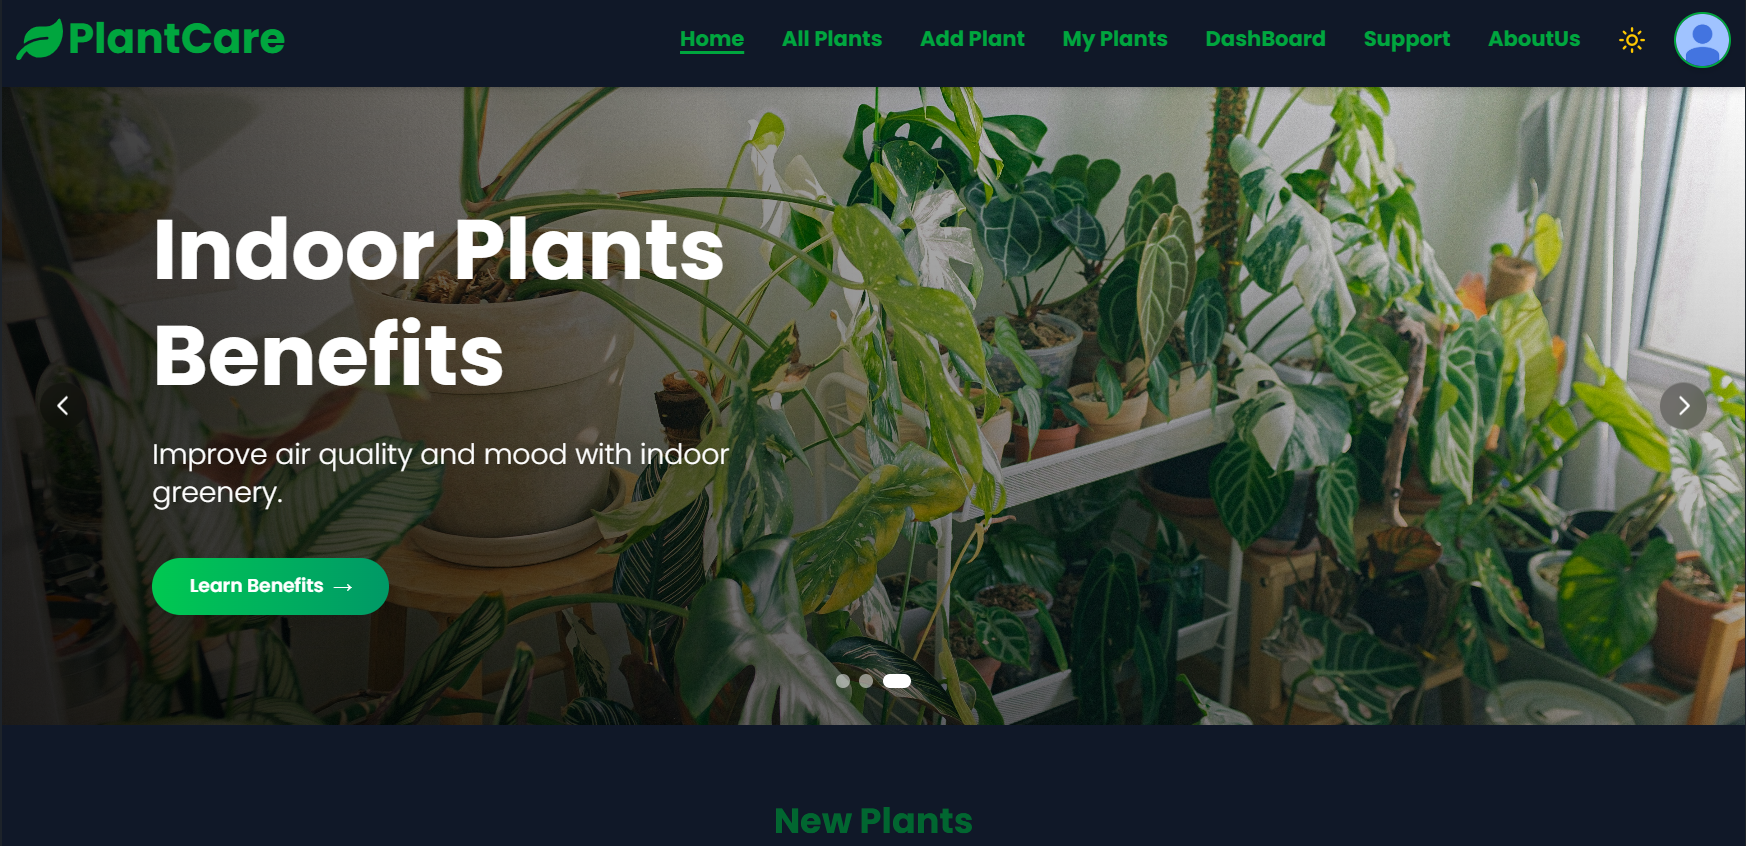 PlantCare
Home
All Plants
Add Plant
My Plants
DashBoard
Support
AboutUs
Indoor Plants
Benefits
Improve air quality and mood with indoor
greenery.
Learn Benefits →
New Plants